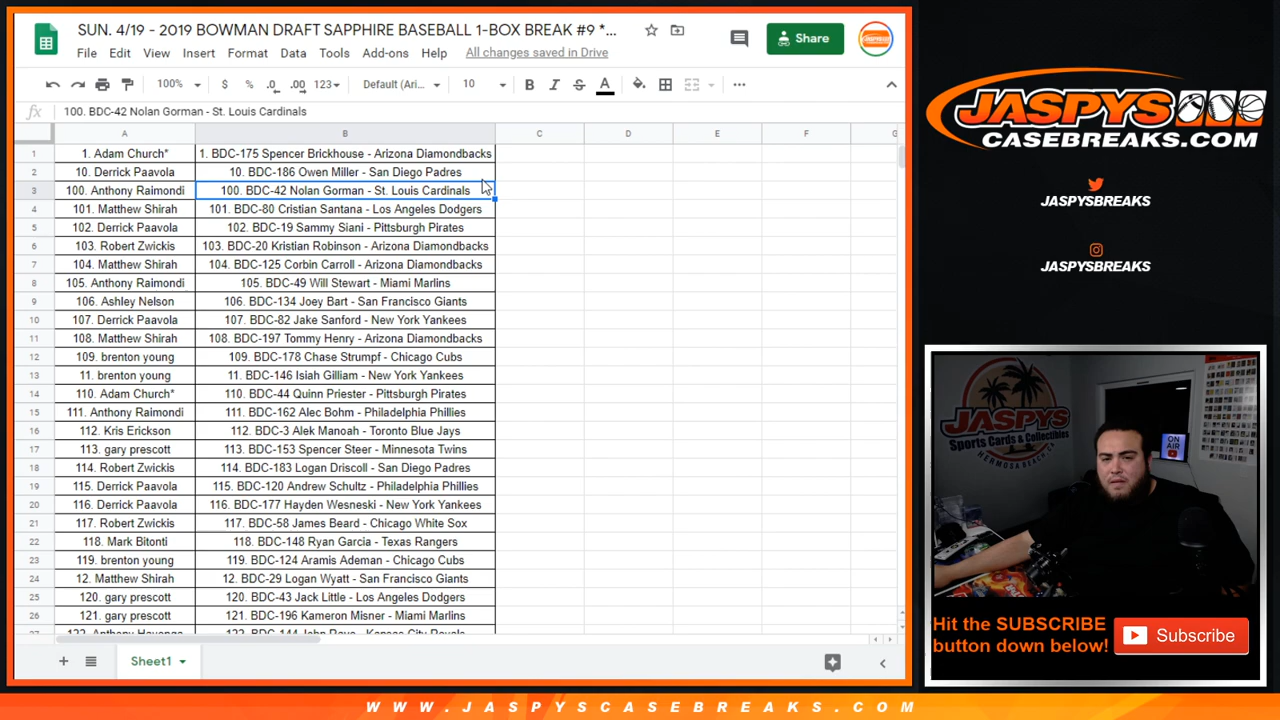 SUN. 4/19 - 2019 BOWMAN DRAFT SAPPHIRE BASEBALL 1-BOX BREAK #9 *...
Share
File Edit View Insert Format Data Tools Add-ons Help All changes saved in Drive
100% $ % .0 .00 123 Default (Ari... 10 B I S A
fx 100. BDC-42 Nolan Gorman - St. Louis Cardinals
A B C D E F G
1 1. Adam Church* 1. BDC-175 Spencer Brickhouse - Arizona Diamondbacks
2 10. Derrick Paavola 10. BDC-186 Owen Miller - San Diego Padres
3 100. Anthony Raimondi 100. BDC-42 Nolan Gorman - St. Louis Cardinals
4 101. Matthew Shirah 101. BDC-80 Cristian Santana - Los Angeles Dodgers
5 102. Derrick Paavola 102. BDC-19 Sammy Siani - Pittsburgh Pirates
6 103. Robert Zwickis 103. BDC-20 Kristian Robinson - Arizona Diamondbacks
7 104. Matthew Shirah 104. BDC-125 Corbin Carroll - Arizona Diamondbacks
8 105. Anthony Raimondi 105. BDC-49 Will Stewart - Miami Marlins
9 106. Ashley Nelson 106. BDC-134 Joey Bart - San Francisco Giants
10 107. Derrick Paavola 107. BDC-82 Jake Sanford - New York Yankees
11 108. Matthew Shirah 108. BDC-197 Tommy Henry - Arizona Diamondbacks
12 109. brenton young 109. BDC-178 Chase Strumpf - Chicago Cubs
13 11. brenton young 11. BDC-146 Isiah Gilliam - New York Yankees
14 110. Adam Church* 110. BDC-44 Quinn Priester - Pittsburgh Pirates
15 111. Anthony Raimondi 111. BDC-162 Alec Bohm - Philadelphia Phillies
16 112. Kris Erickson 112. BDC-3 Alek Manoah - Toronto Blue Jays
17 113. gary prescott 113. BDC-153 Spencer Steer - Minnesota Twins
18 114. Robert Zwickis 114. BDC-183 Logan Driscoll - San Diego Padres
19 115. Derrick Paavola 115. BDC-120 Andrew Schultz - Philadelphia Phillies
20 116. Derrick Paavola 116. BDC-177 Hayden Wesneski - New York Yankees
21 117. Robert Zwickis 117. BDC-58 James Beard - Chicago White Sox
22 118. Mark Bitonti 118. BDC-148 Ryan Garcia - Texas Rangers
23 119. brenton young 119. BDC-124 Aramis Ademan - Chicago Cubs
24 12. Matthew Shirah 12. BDC-29 Logan Wyatt - San Francisco Giants
25 120. gary prescott 120. BDC-43 Jack Little - Los Angeles Dodgers
26 121. gary prescott 121. BDC-196 Kameron Misner - Miami Marlins
Sheet1
JASPYS
CASEBREAKS.COM
JASPYSBREAKS
JASPYSBREAKS
JASPYS
Sports Cards & Collectibles
HERMOSA BEACH, CA
ON
AIR
Hit the SUBSCRIBE
button down below!
Subscribe
WWW.JASPYSCASEBREAKS.COM